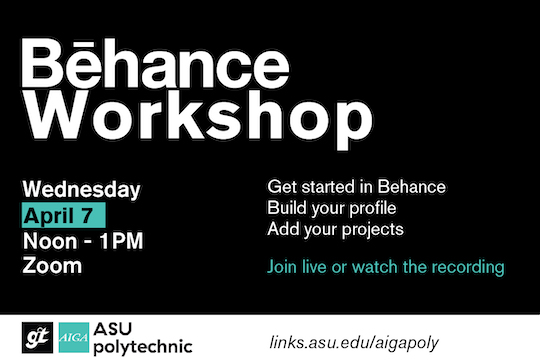 Bēhance
Workshop
Wednesday
April 7
Noon - 1PM
Zoom
Get started in Behance
Build your profile
Add your projects
Join live or watch the recording
git
AIGA
ASU
polytechnic
links.asu.edu/aigapoly